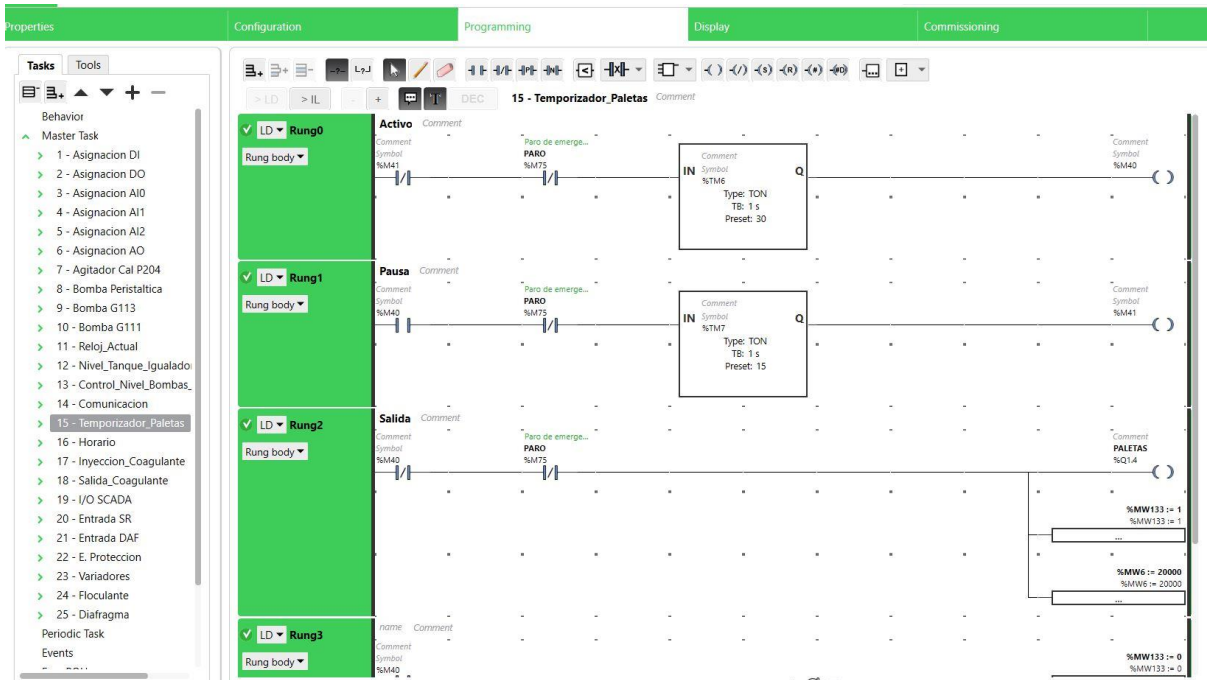 Properties
Configuration
Programming
Display
Commissioning
Tasks
Tools
Behavior
Master Task
1 - Asignacion DI
2 - Asignacion DO
3 - Asignacion AI0
4 - Asignacion AI1
5 - Asignacion AI2
6 - Asignacion AO
7 - Agitador Cal P204
8 - Bomba Peristaltica
9 - Bomba G113
10 - Bomba G111
11 - Reloj_Actual
12 - Nivel_Tanque_Igualado
13 - Control_Nivel_Bombas_
14 - Comunicacion
15 - Temporizador_Paletas
16 - Horario
17 - Inyeccion_Coagulante
18 - Salida_Coagulante
19 - I/O SCADA
20 - Entrada SR
21 - Entrada DAF
22 - E. Proteccion
23 - Variadores
24 - Floculante
25 - Diafragma
Periodic Task
Events
> LD
> IL
-
+
T
DEC
15 - Temporizador_Paletas
Comment
LD
Rung0
Rung body
Activo
Comment
Comment
Symbol
%M41
Paro de emerge...
PARO
%M75
Comment
IN
Symbol
Q
%TM6
Type: TON
TB: 1 s
Preset: 30
Comment
Symbol
%M40
LD
Rung1
Rung body
Pausa
Comment
Comment
Symbol
%M40
Paro de emerge...
PARO
%M75
Comment
IN
Symbol
Q
%TM7
Type: TON
TB: 1 s
Preset: 15
Comment
Symbol
%M41
LD
Rung2
Rung body
Salida
Comment
Comment
Symbol
%M40
Paro de emerge...
PARO
%M75
Comment
PALETAS
%Q1.4
%MW133 := 1
%MW133 := 1
...
%MW6 := 20000
%MW6 := 20000
...
LD
Rung3
Rung body
name
Comment
Comment
Symbol
%M40
%MW133 := 0
%MW133 := 0